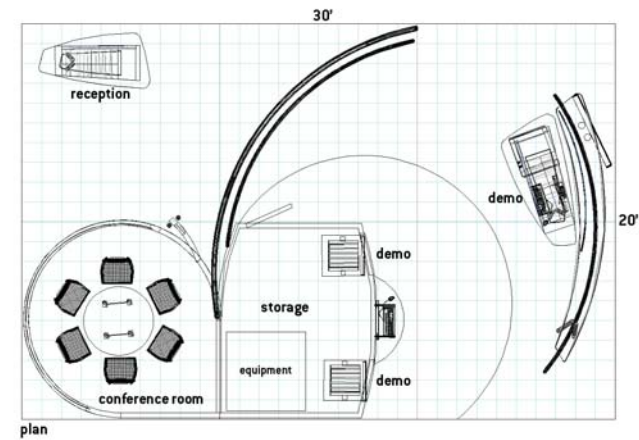 30'
reception
demo
20'
demo
storage
equipment
demo
conference room
plan